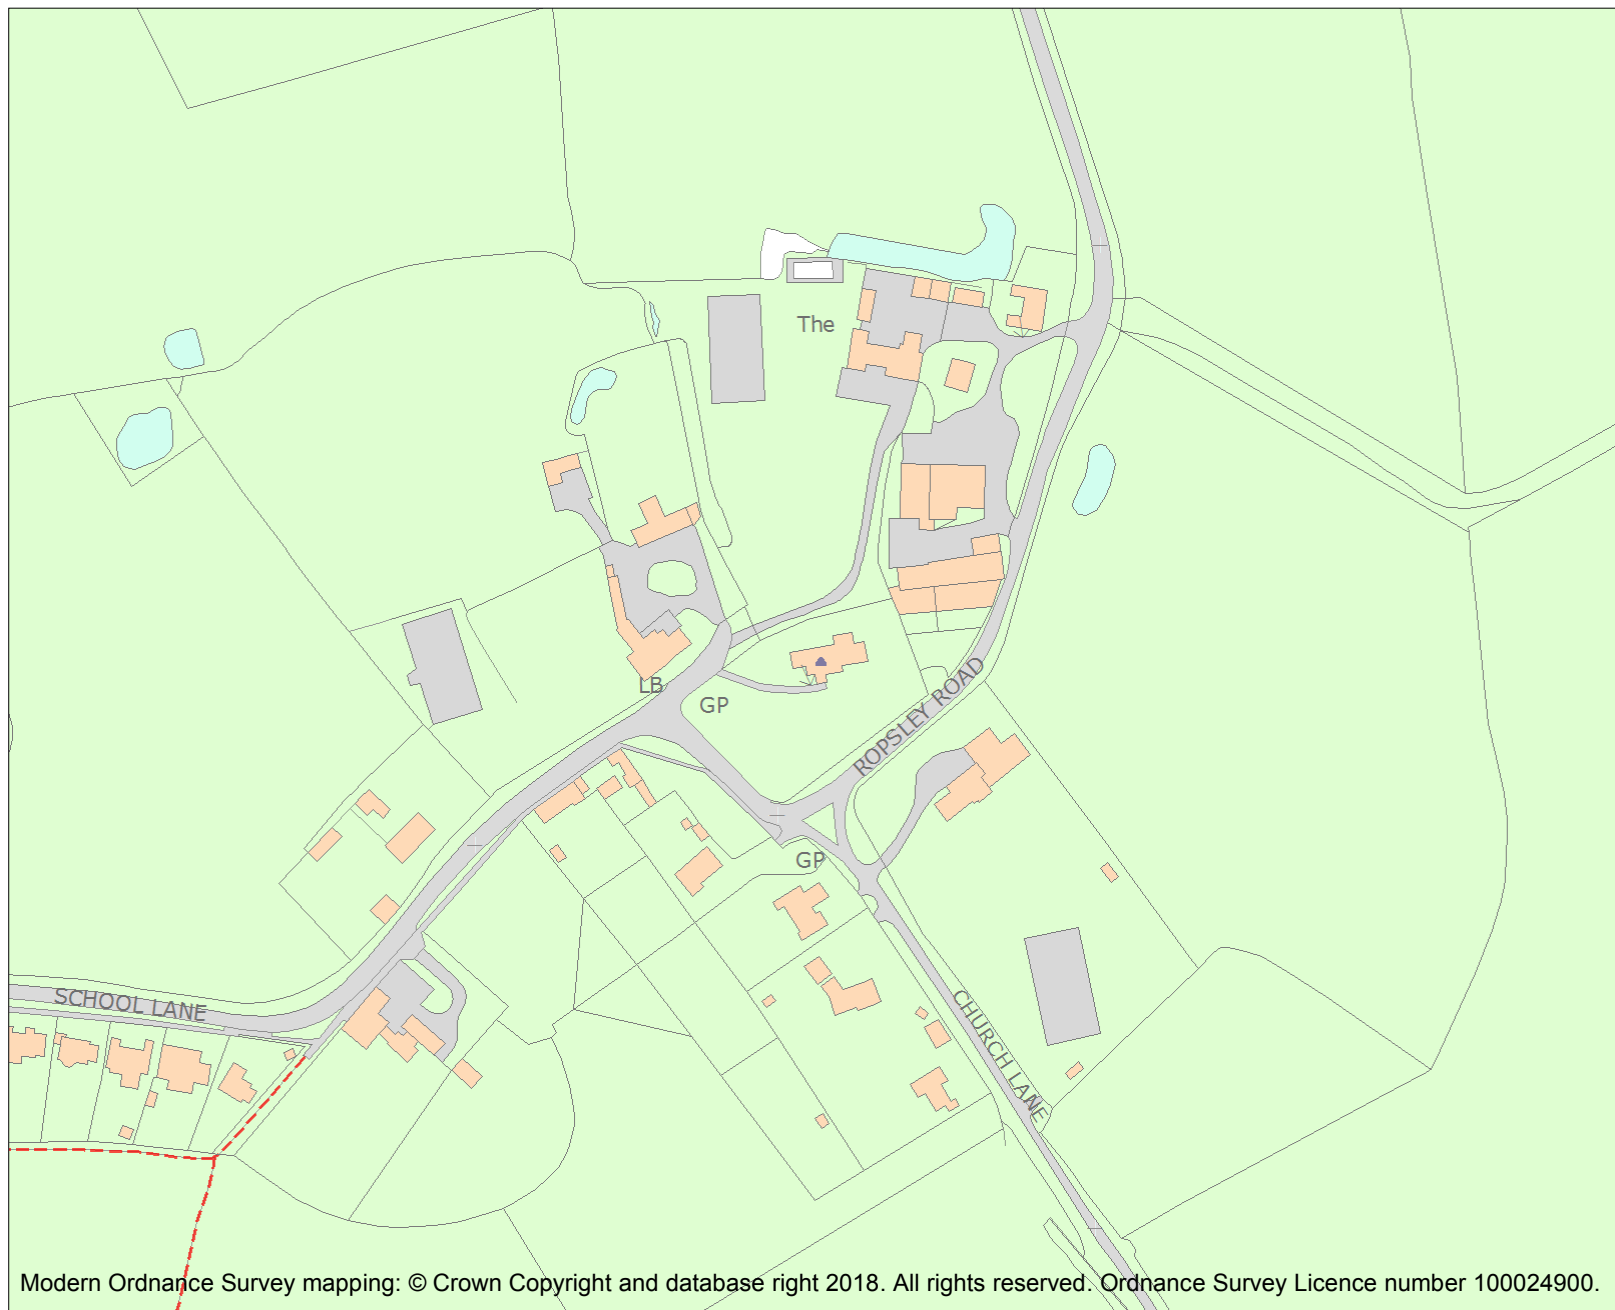 The
LB
GP
ROPSLEY ROAD
GP
SCHOOL LANE
CHURCH LANE
Modern Ordnance Survey mapping: © Crown Copyright and database right 2018. All rights reserved. Ordnance Survey Licence number 100024900.